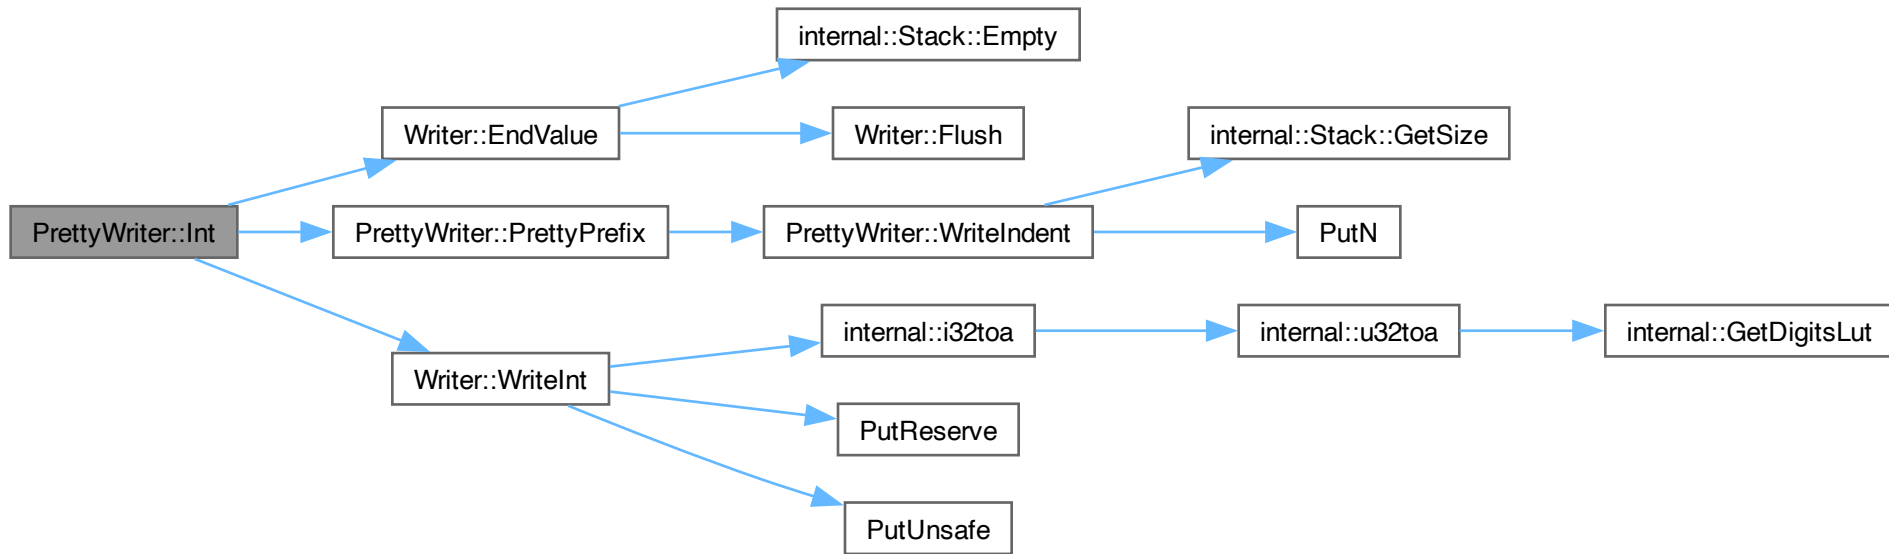 internal::Stack::Empty
Writer::EndValue
Writer::Flush
internal::Stack::GetSize
PrettyWriter::Int
PrettyWriter::PrettyPrefix
PrettyWriter::WriteIndent
PutN
internal::i32toa
internal::u32toa
internal::GetDigitsLut
Writer::WriteInt
PutReserve
PutUnsafe